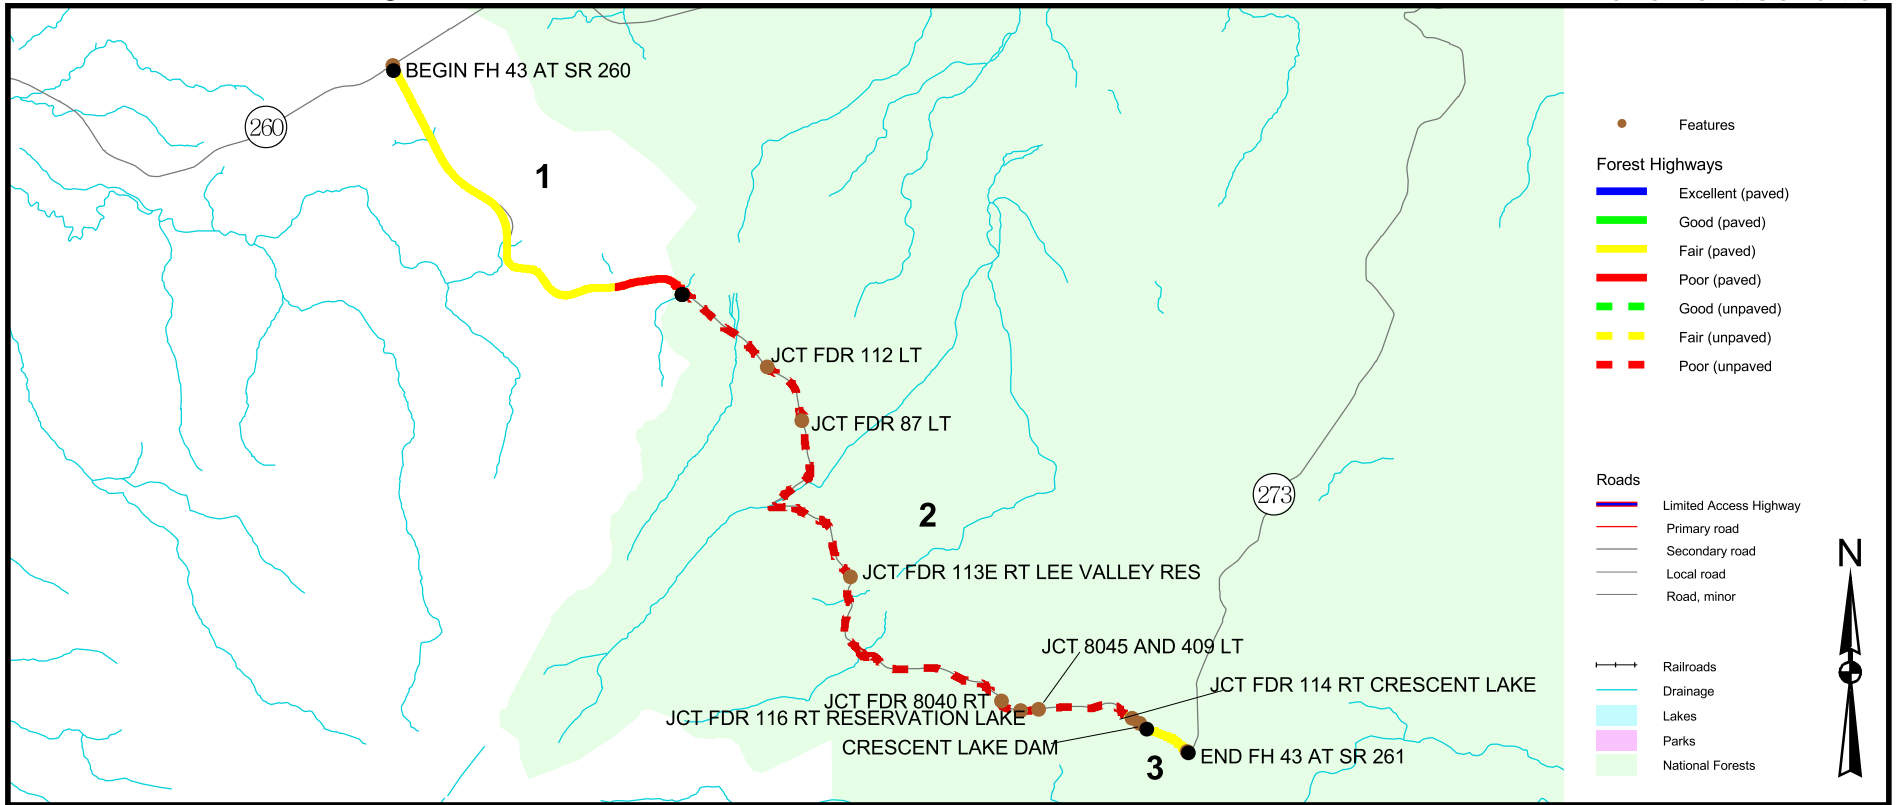 BEGIN FH 43 AT SR 260
260
1
JCT FDR 112 LT
JCT FDR 87 LT
2
273
JCT FDR 113E RT LEE VALLEY RES
JCT 8045 AND 409 LT
JCT FDR 114 RT CRESCENT LAKE
JCT FDR 8040 RT
JCT FDR 116 RT RESERVATION LAKE
CRESCENT LAKE DAM
END FH 43 AT SR 261
3
Features
Forest Highways
Excellent (paved)
Good (paved)
Fair (paved)
Poor (paved)
Good (unpaved)
Fair (unpaved)
Poor (unpaved
Roads
Limited Access Highway
Primary road
Secondary road
Local road
Road, minor
Railroads
Drainage
Lakes
Parks
National Forests
N